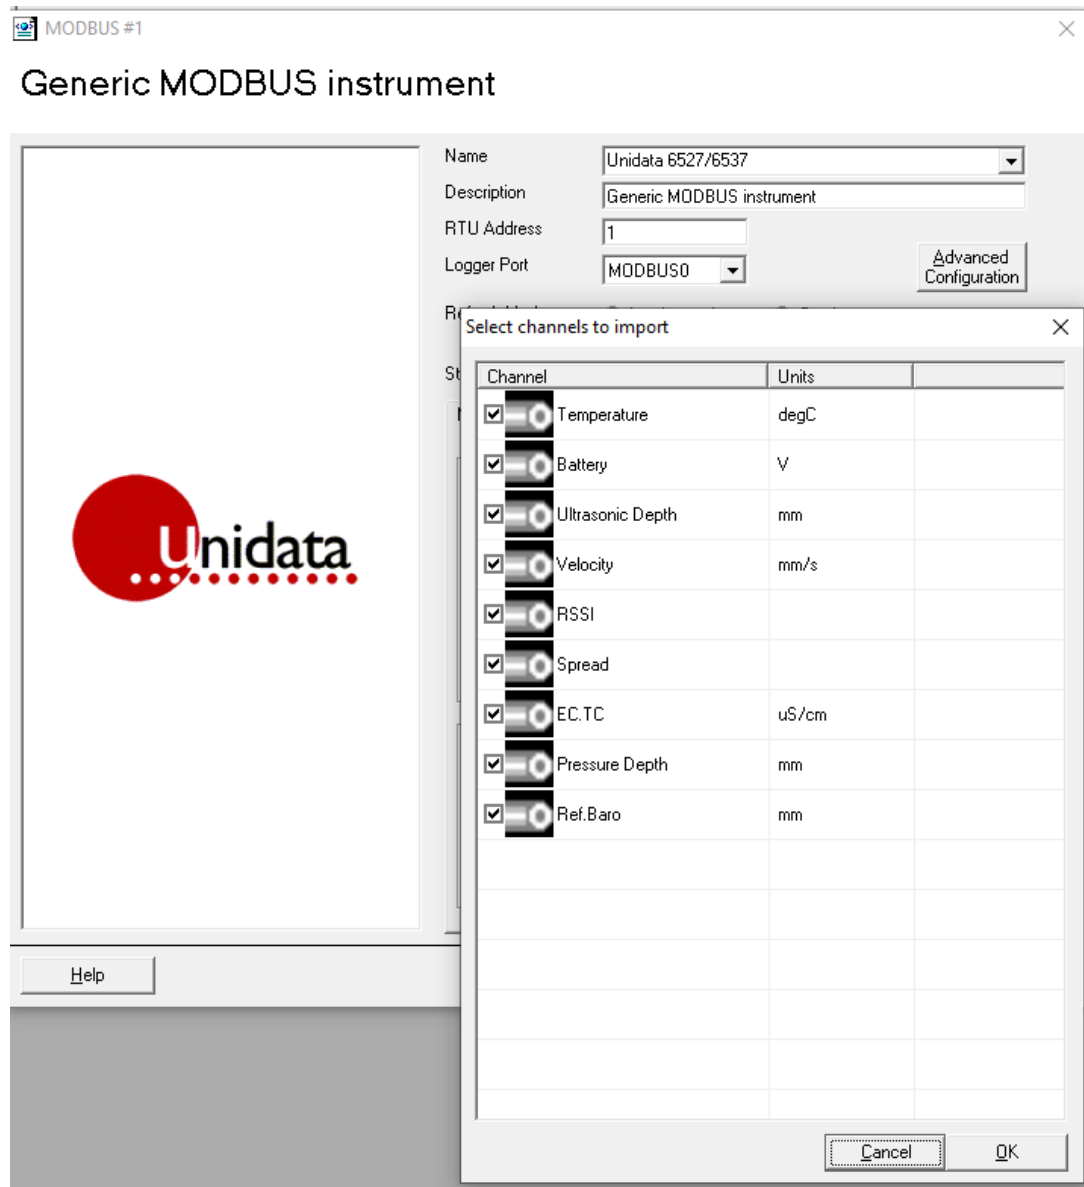 MODBUS #1
Generic MODBUS instrument
Name Unidata 6527/6537
Description Generic MODBUS instrument
RTU Address 1
Logger Port MODBUS0
Advanced Configuration
Select channels to import
Channel Units
Temperature degC
Battery V
Ultrasonic Depth mm
Velocity mm/s
RSSI
Spread
EC.TC uS/cm
Pressure Depth mm
Ref.Baro mm
Unidata
Help
Cancel OK